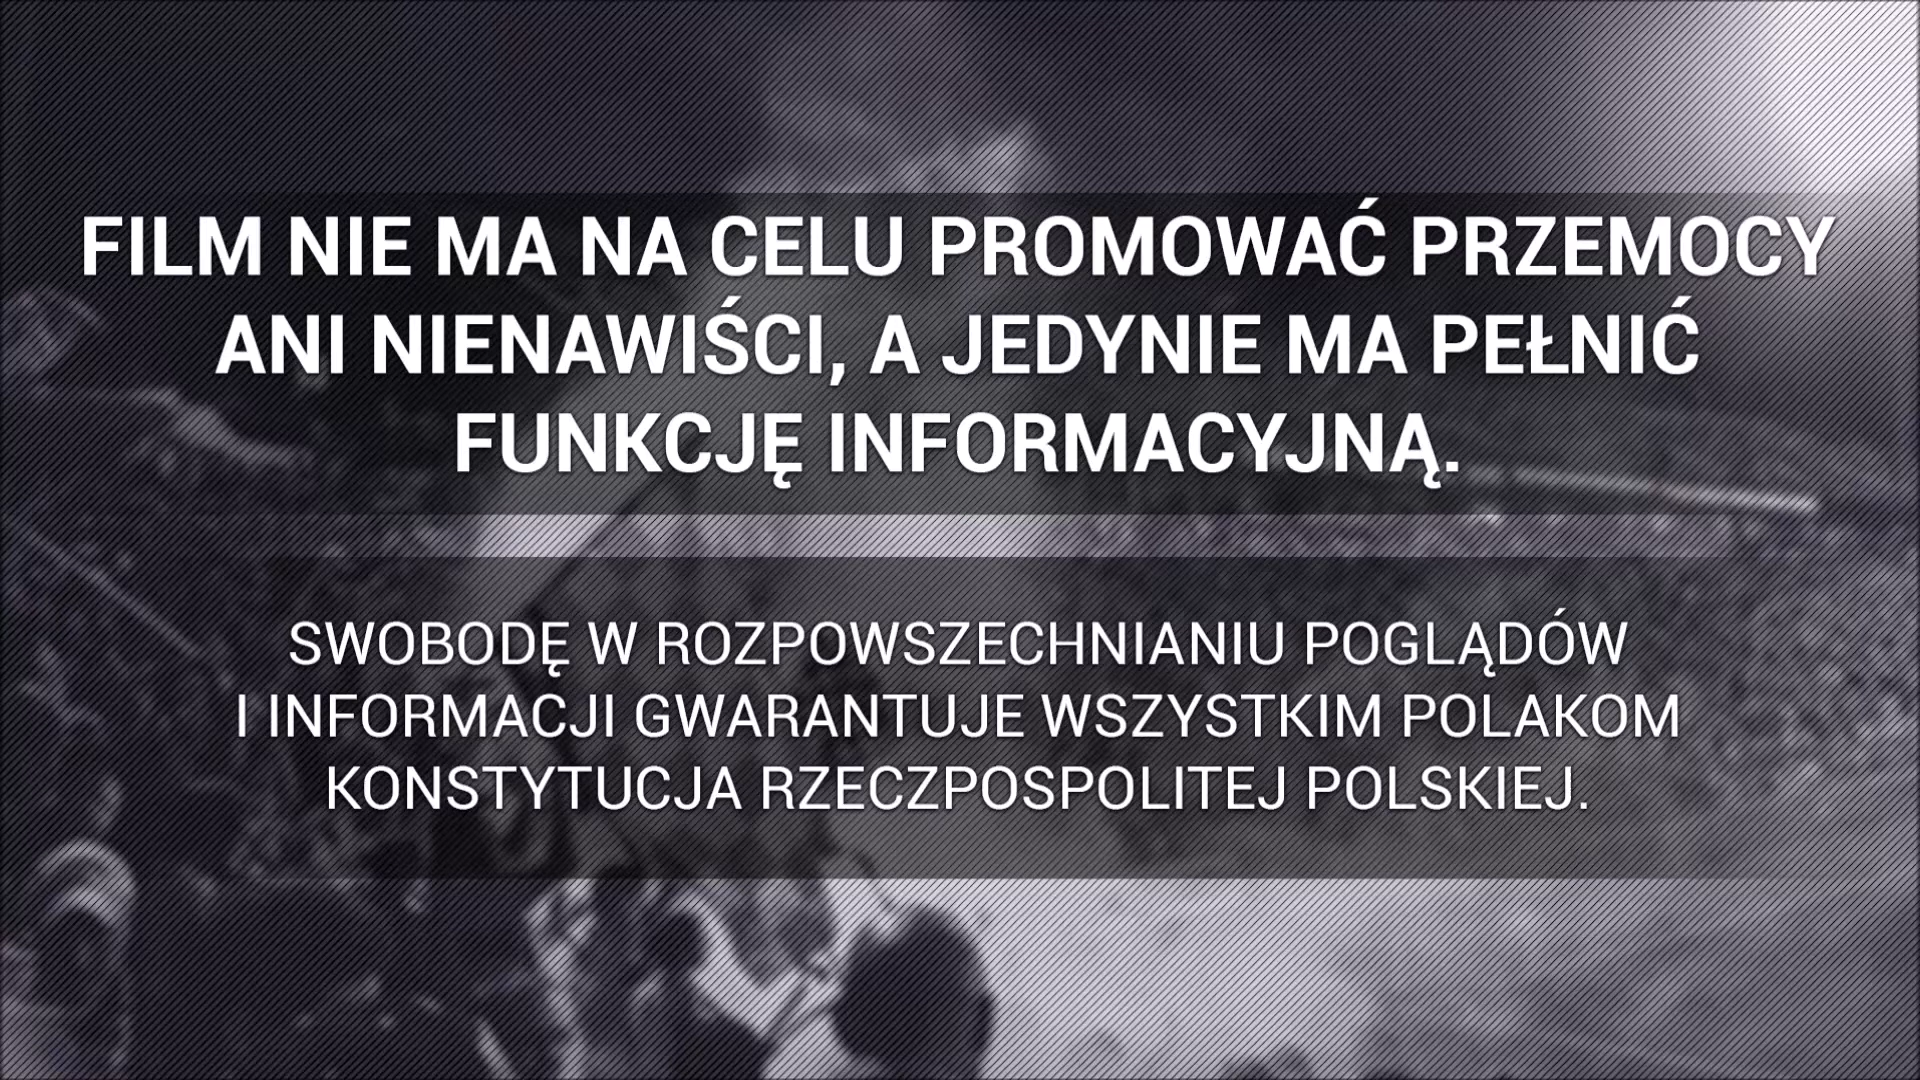 FILM NIE MA NA CELU PROMOWAĆ PRZEMOCY
ANI NIENAWIŚCI, A JEDYNIE MA PEŁNIĆ
FUNKCJĘ INFORMACYJNĄ.
SWOBODĘ W ROZPOWSZECHNIANIU POGLĄDÓW
I INFORMACJI GWARANTUJE WSZYSTKIM POLAKOM
KONSTYTUCJA RZECZPOSPOLITEJ POLSKIEJ.